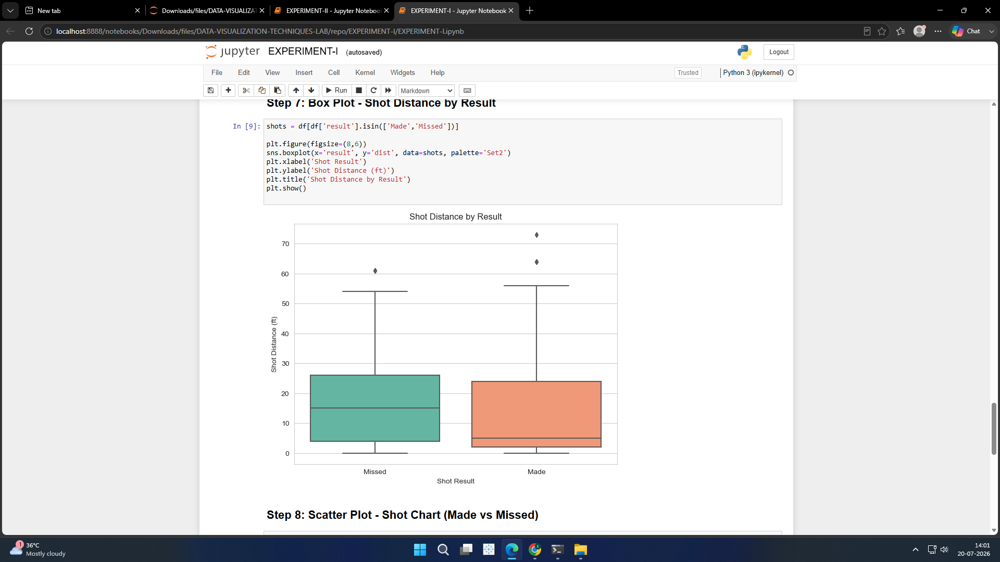 New tab
Downloads/files/DATA-VISUALIZAT
EXPERIMENT-II - Jupyter Notebook
EXPERIMENT-I - Jupyter Notebook
localhost:8888/notebooks/Downloads/files/DATA-VISUALIZATION-TECHNIQUES-LAB/repo/EXPERIMENT-I/EXPERIMENT-I.ipynb
Chat
jupyter EXPERIMENT-I (autosaved)
Logout
File Edit View Insert Cell Kernel Widgets Help
Trusted
Python 3 (ipykernel)
Run
Markdown
Step 7: Box Plot - Shot Distance by Result
In [9]:
shots = df[df['result'].isin(['Made','Missed'])]
plt.figure(figsize=(8,6))
sns.boxplot(x='result', y='dist', data=shots, palette='Set2')
plt.xlabel('Shot Result')
plt.ylabel('Shot Distance (ft)')
plt.title('Shot Distance by Result')
plt.show()
Shot Distance by Result
70
60
50
40
30
20
10
0
Shot Distance (ft)
Missed Made
Shot Result
Step 8: Scatter Plot - Shot Chart (Made vs Missed)
1
36°C
Mostly cloudy
14:01
20-07-2026